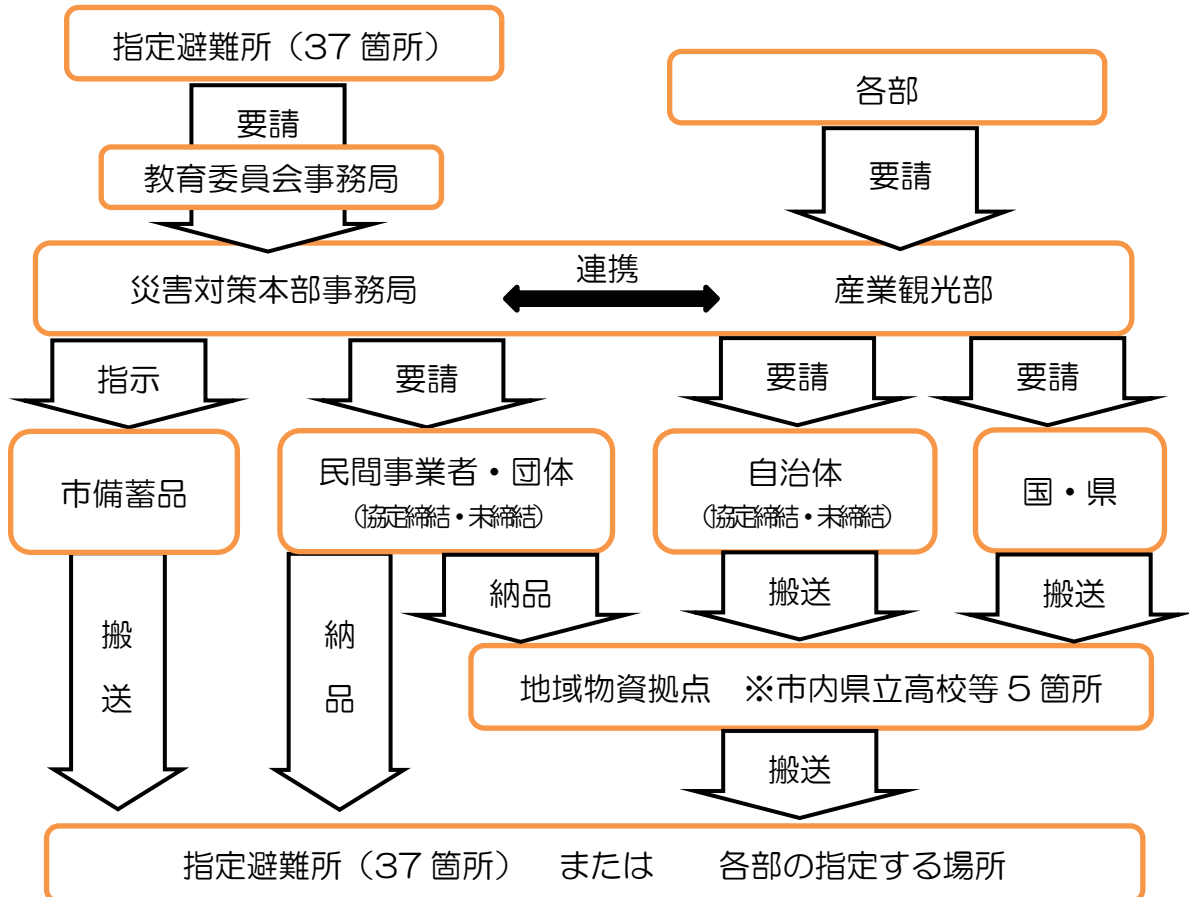 指定避難所（37 箇所）
各部
要請
要請
教育委員会事務局
災害対策本部事務局
連携
産業観光部
指示
要請
要請
要請
市備蓄品
民間事業者・団体
（協定締結・未締結）
自治体
（協定締結・未締結）
国・県
搬送
納品
納品
搬送
搬送
地域物資拠点　※市内県立高校等 5 箇所
搬送
指定避難所（37 箇所）　または　　各部の指定する場所